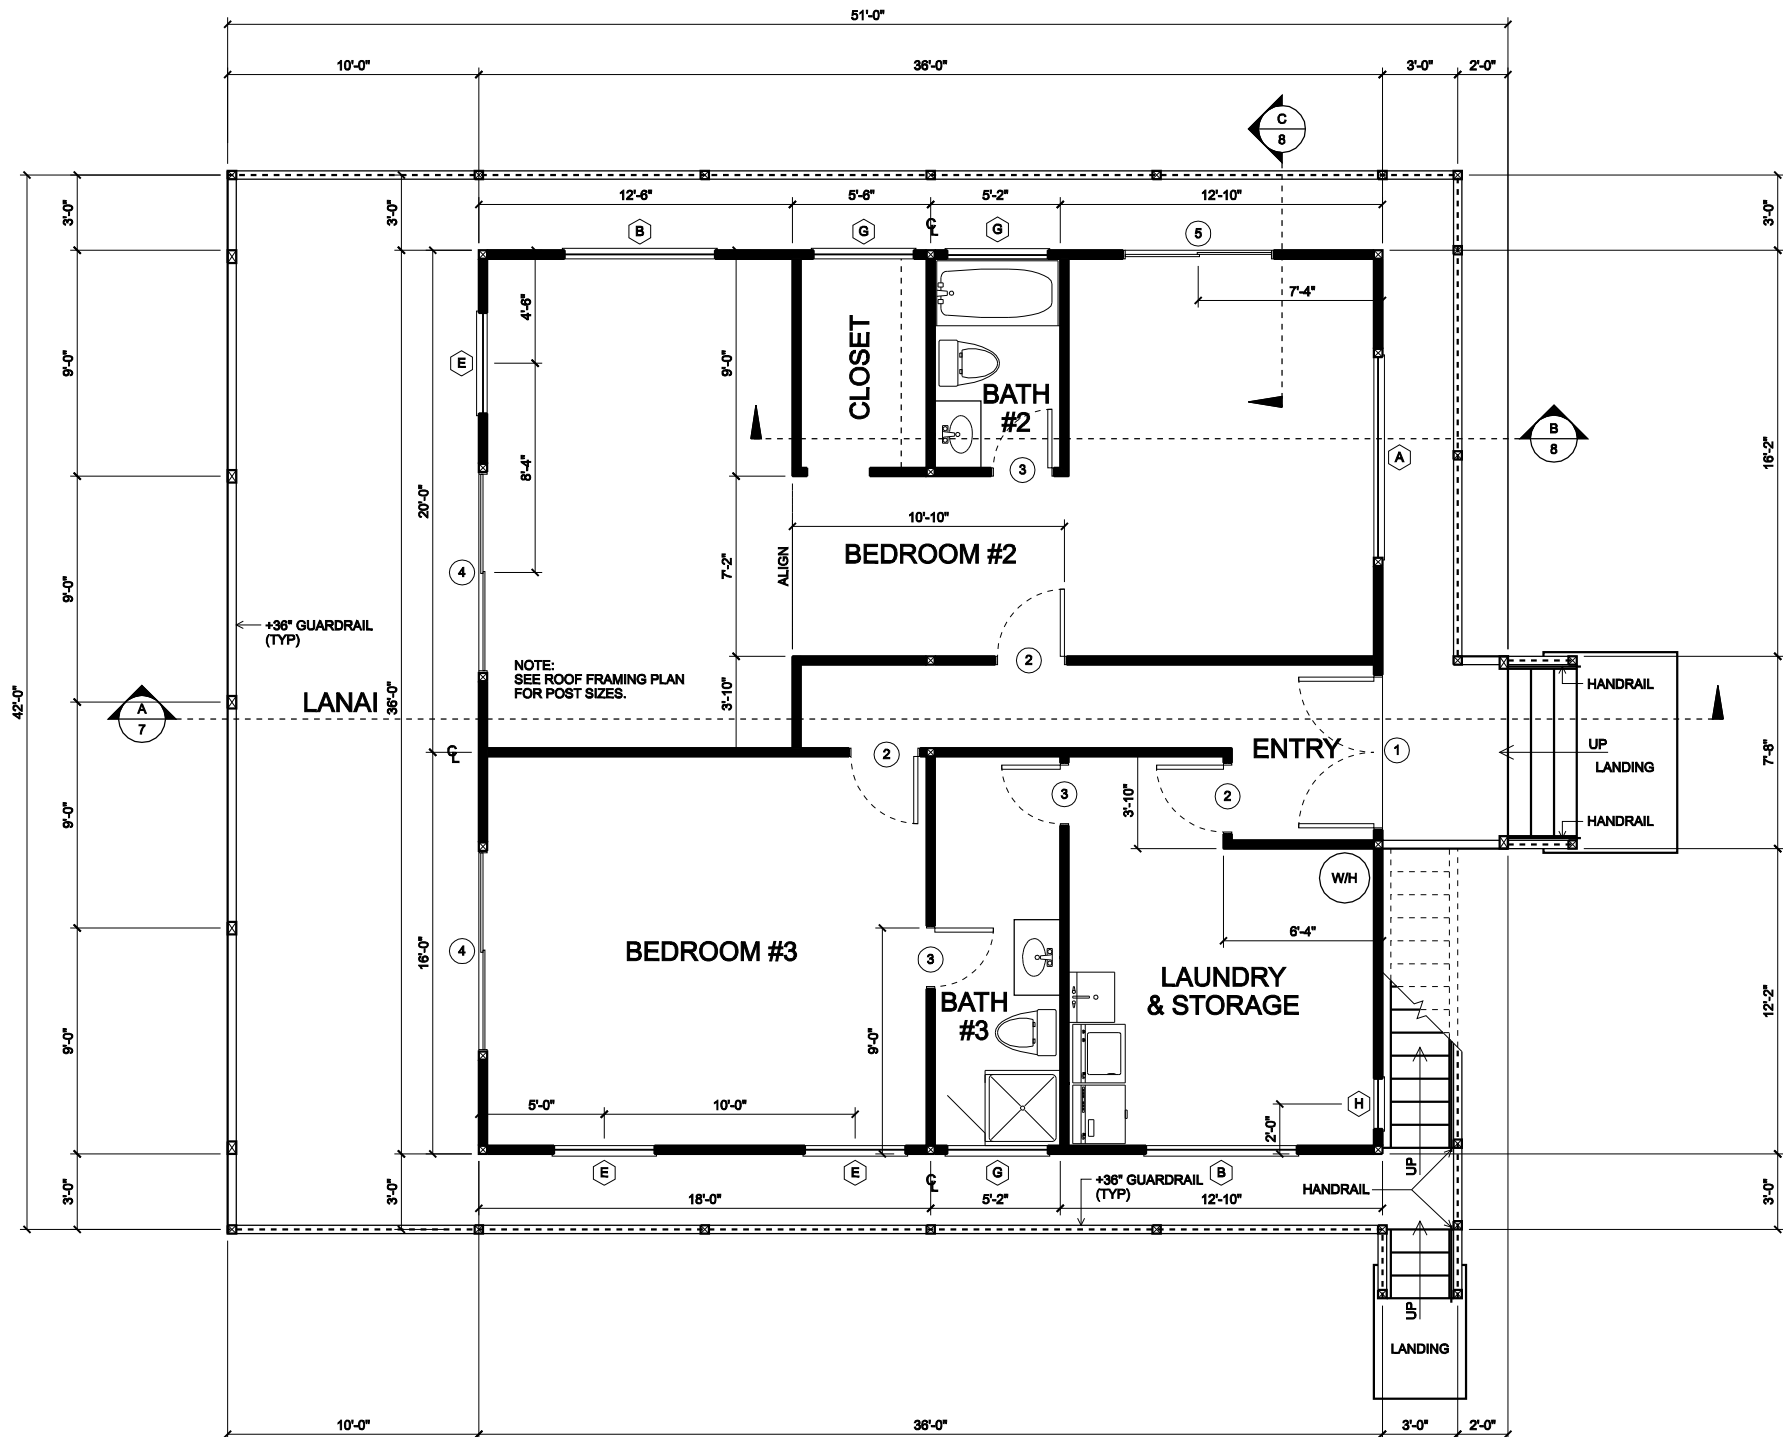 51'-0"
10'-0"
36'-0"
3'-0"
2'-0"
C
8
12'-6"
5'-6"
5'-2"
12'-10"
3'-0"
3'-0"
3'-0"
B
G
℄
G
5
7'-4"
4'-6"
E
9'-0"
8'-4"
9'-0"
CLOSET
BATH
#2
3
A
B
8
16'-2"
20'-0"
10'-10"
BEDROOM #2
ALIGN
7'-2"
4
9'-0"
+36" GUARDRAIL
(TYP)
2
NOTE:
SEE ROOF FRAMING PLAN
FOR POST SIZES.
3'-10"
42'-0"
LANAI
36'-0"
A
7
HANDRAIL
℄
2
ENTRY
1
UP
LANDING
7'-8"
3
2
3'-10"
9'-0"
HANDRAIL
W/H
6'-4"
4
16'-0"
BEDROOM #3
3
LAUNDRY
& STORAGE
BATH
#3
9'-0"
9'-0"
12'-2"
5'-0"
10'-0"
2'-0"
H
E
E
℄
G
+36" GUARDRAIL
(TYP)
B
HANDRAIL
UP
3'-0"
3'-0"
18'-0"
5'-2"
12'-10"
3'-0"
UP
LANDING
10'-0"
36'-0"
3'-0"
2'-0"